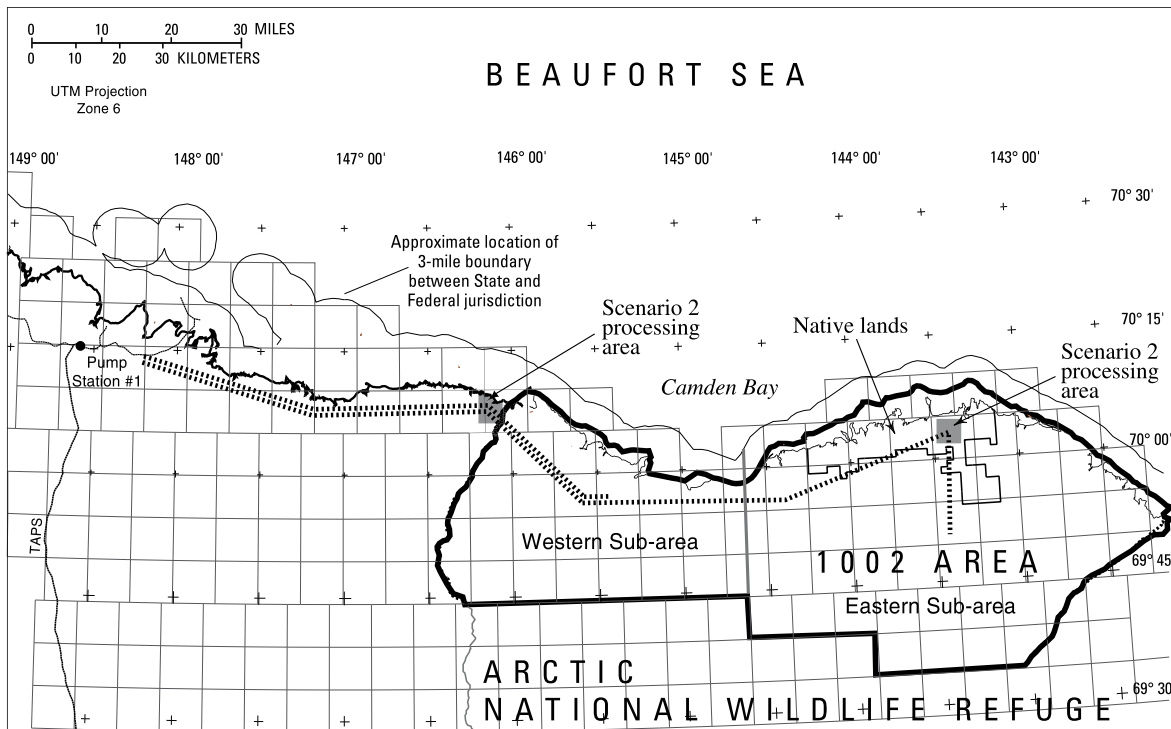 0 10 20 30 MILES
0 10 20 30 KILOMETERS
UTM Projection
Zone 6
BEAUFORT SEA
149° 00' 148° 00' 147° 00' 146° 00' 145° 00' 144° 00' 143° 00'
70° 30'
Approximate location of
3-mile boundary
between State and
Federal jurisdiction
Scenario 2
processing
area
Native lands
70° 15'
Scenario 2
processing
area
Pump
Station #1
Camden Bay
70° 00'
TAPS
Western Sub-area
1002 AREA
69° 45'
Eastern Sub-area
ARCTIC
NATIONAL WILDLIFE REFUGE
69° 30'